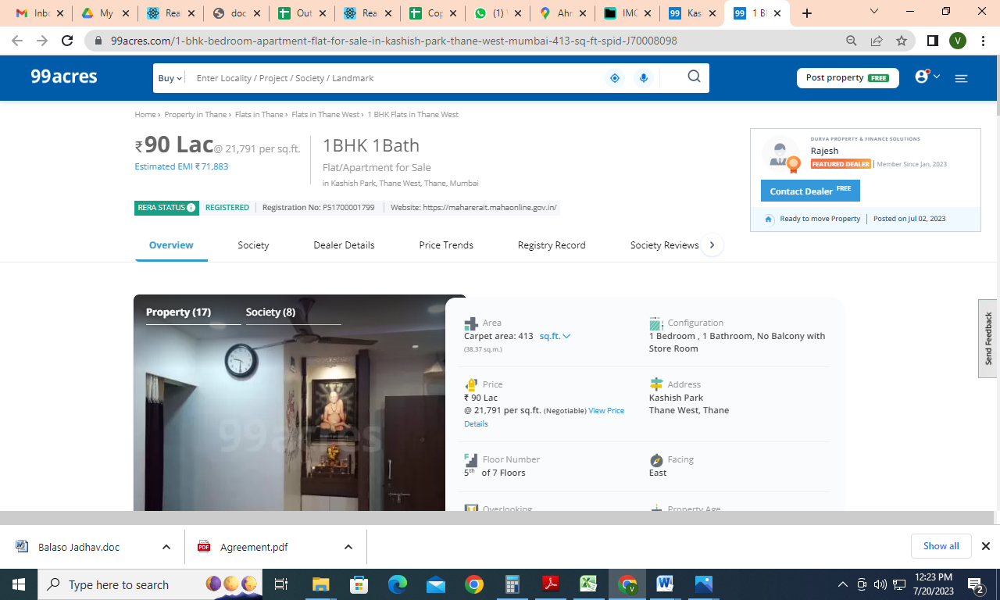 Inbo
My
Rea
doc
Out
Rea
Cop
(1)
Ahr
IMC
99 Kas
99 1 B
99acres.com/1-bhk-bedroom-apartment-flat-for-sale-in-kashish-park-thane-west-mumbai-413-sq-ft-spid-J70008098
V
99acres
Buy
Enter Locality / Project / Society / Landmark
Post property FREE
Home › Property in Thane › Flats in Thane › Flats in Thane West › 1 BHK Flats in Thane West
₹90 Lac @ 21,791 per sq.ft.
Estimated EMI ₹ 71,883
1BHK 1Bath
Flat/Apartment for Sale
in Kashish Park, Thane West, Thane, Mumbai
DURVA PROPERTY & FINANCE SOLUTIONS
Rajesh
FEATURED DEALER | Member Since Jan, 2023
Contact Dealer FREE
Ready to move Property | Posted on Jul 02, 2023
RERA STATUS i REGISTERED | Registration No: P51700001799 | Website: https://maharerait.mahaonline.gov.in/
Overview Society Dealer Details Price Trends Registry Record Society Reviews
Property (17) Society (8)
99acres
Area
Carpet area: 413 sq.ft.
(38.37 sq.m.)
Configuration
1 Bedroom , 1 Bathroom, No Balcony with
Store Room
Price
₹ 90 Lac
@ 21,791 per sq.ft. (Negotiable) View Price
Details
Address
Kashish Park
Thane West, Thane
Floor Number
5th of 7 Floors
Facing
East
Overlooking
Property Age
Send Feedback
Balaso Jadhav.doc
PDF Agreement.pdf
Show all
Type here to search
V
12:23 PM
7/20/2023
2